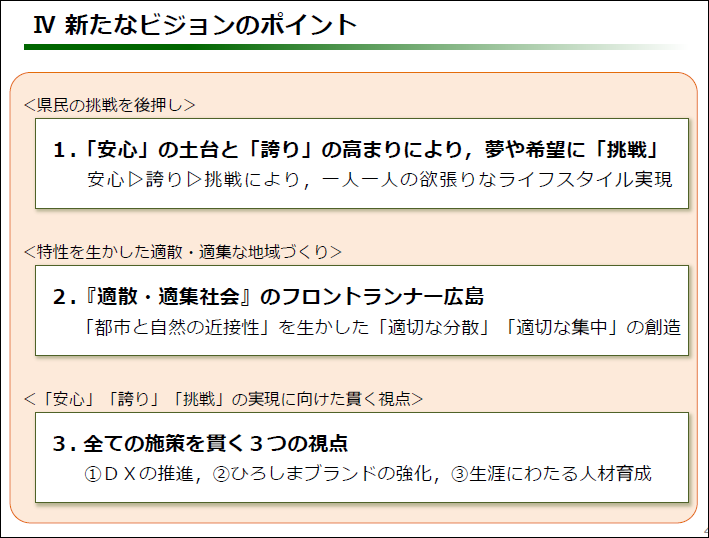 Ⅳ 新たなビジョンのポイント
＜県民の挑戦を後押し＞
１．「安心」の土台と「誇り」の高まりにより，夢や希望に「挑戦」
安心▷誇り▷挑戦により，一人一人の欲張りなライフスタイル実現
＜特性を生かした適散・適集な地域づくり＞
２．『適散・適集社会』のフロントランナー広島
「都市と自然の近接性」を生かした「適切な分散」「適切な集中」の創造
＜「安心」「誇り」「挑戦」の実現に向けた貫く視点＞
３．全ての施策を貫く３つの視点
①ＤＸの推進，②ひろしまブランドの強化，③生涯にわたる人材育成